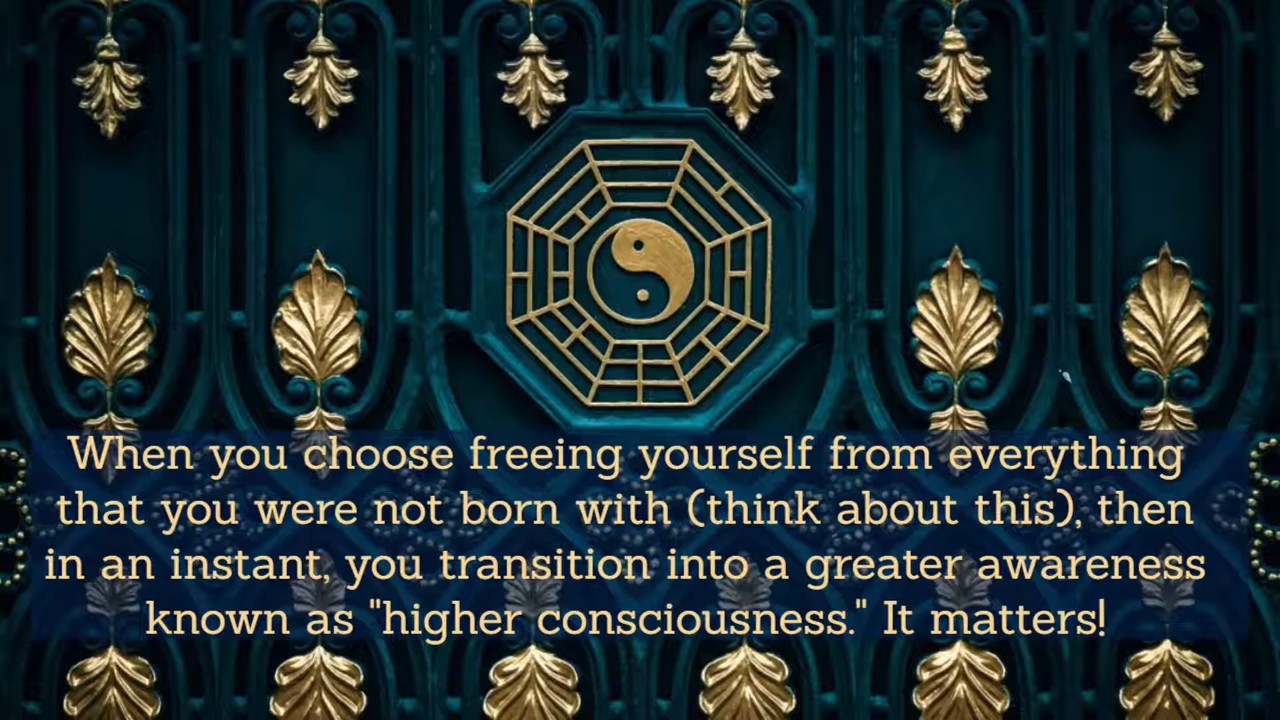 When you choose freeing yourself from everything
that you were not born with (think about this), then
in an instant, you transition into a greater awareness
known as "higher consciousness." It matters!